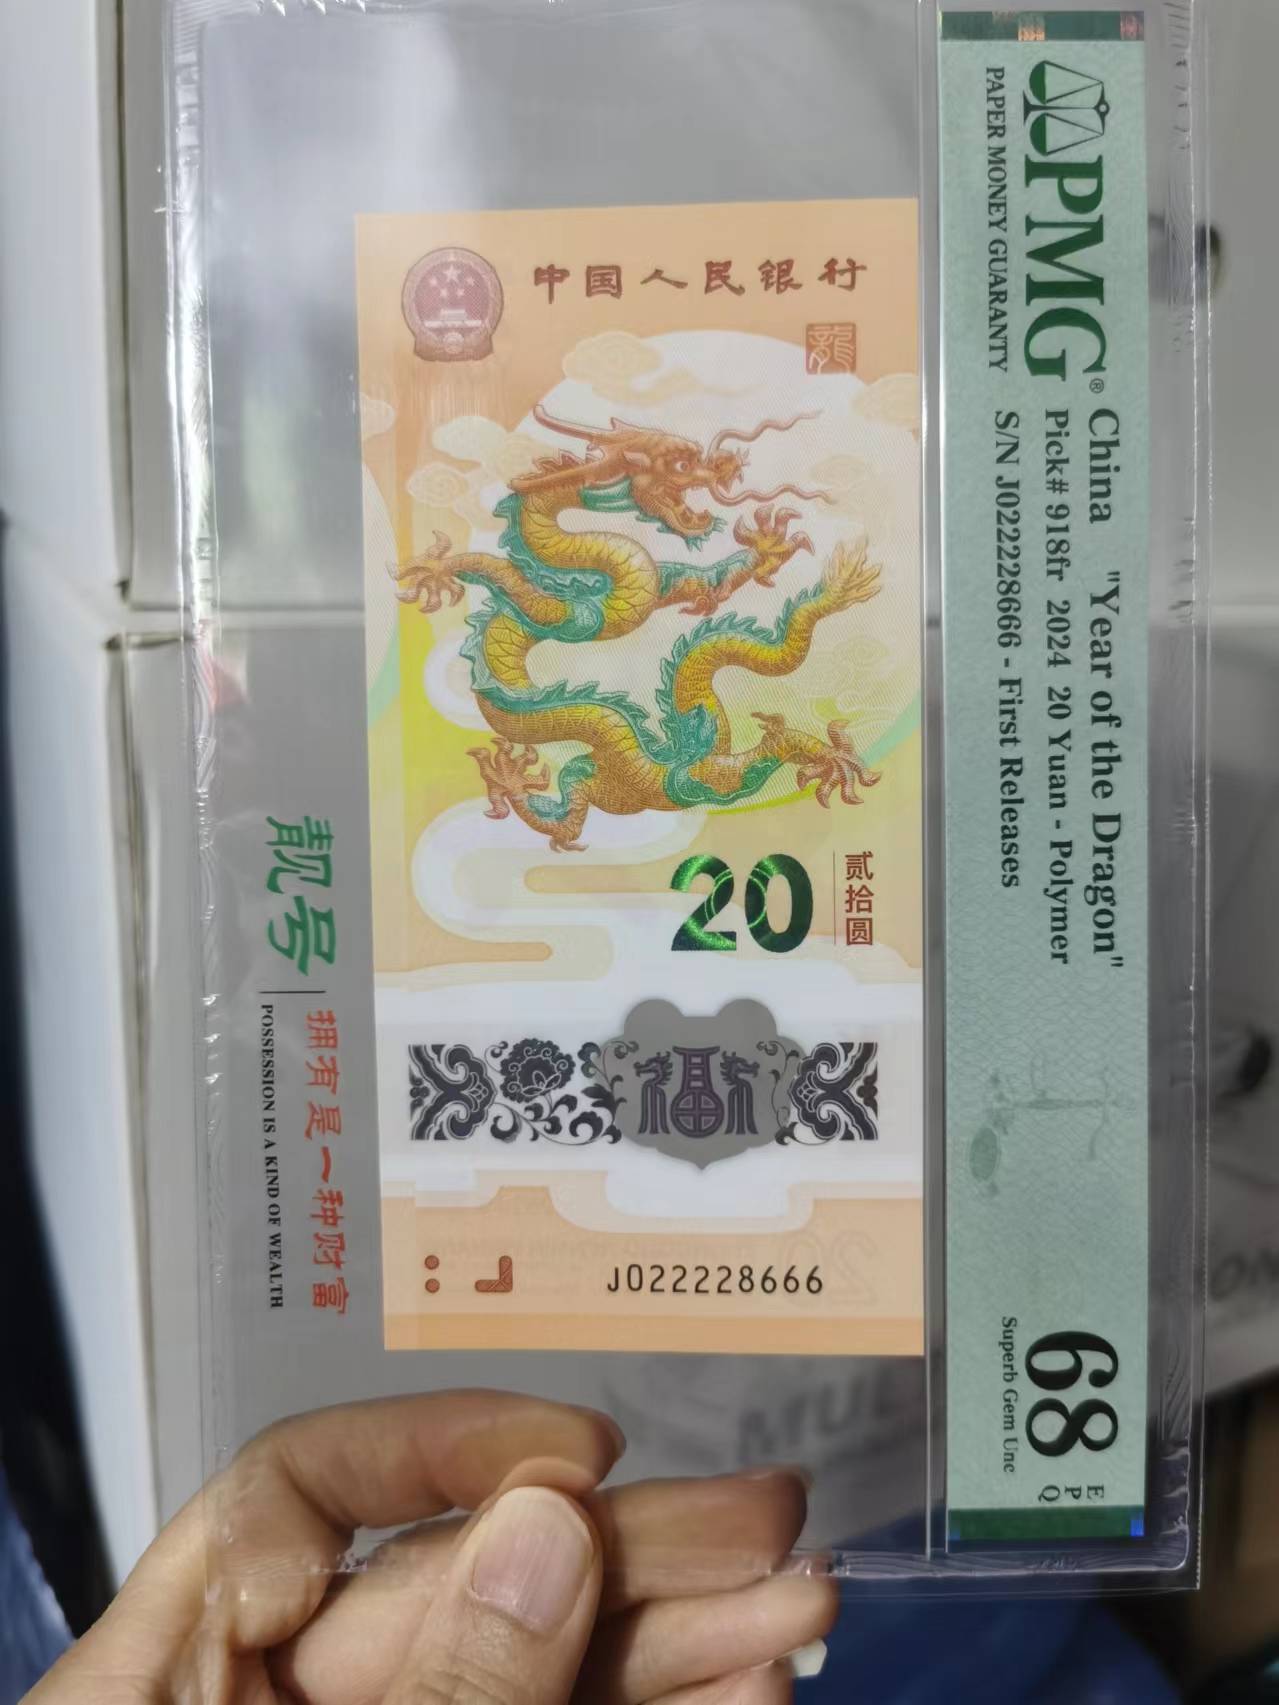 中国人民银行
龍
20
贰拾圆
福
J022228666
PMG®
PAPER MONEY GUARANTY
China "Year of the Dragon"
Pick# 918fr 2024 20 Yuan - Polymer
S/N J022228666 - First Releases
68
EPQ
Superb Gem Unc
靓号
拥有是一种财富
POSSESSION IS A KIND OF WEALTH